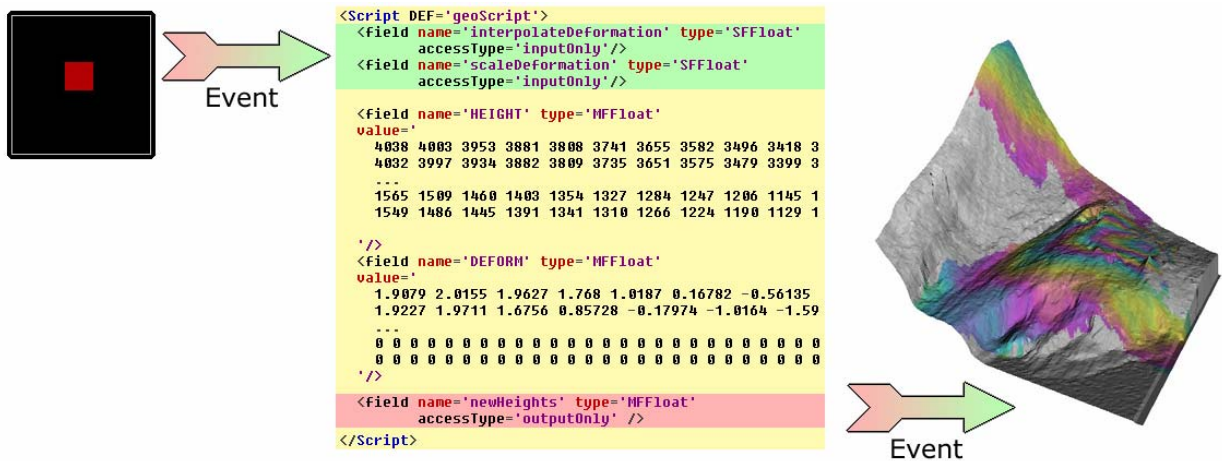 Event
<Script DEF='geoScript'>
<field name='interpolateDeformation' type='SFFloat'
accessType='inputOnly'/>
<field name='scaleDeformation' type='SFFloat'
accessType='inputOnly'/>
<field name='HEIGHT' type='MFFloat'
value='
4038 4003 3953 3881 3808 3741 3655 3582 3496 3418 3
4032 3997 3934 3882 3809 3735 3651 3575 3479 3399 3
...
1565 1509 1460 1403 1354 1327 1284 1247 1206 1145 1
1549 1486 1445 1391 1341 1310 1266 1224 1190 1129 1
'/>
<field name='DEFORM' type='MFFloat'
value='
1.9079 2.0155 1.9627 1.768 1.0187 0.16782 -0.56135
1.9227 1.9711 1.6756 0.85728 -0.17974 -1.0164 -1.59
...
0 0 0 0 0 0 0 0 0 0 0 0 0 0 0 0 0 0 0 0 0 0 0 0 0 0
0 0 0 0 0 0 0 0 0 0 0 0 0 0 0 0 0 0 0 0 0 0 0 0 0 0
'/>
<field name='newHeights' type='MFFloat'
accessType='outputOnly' />
</Script>
Event